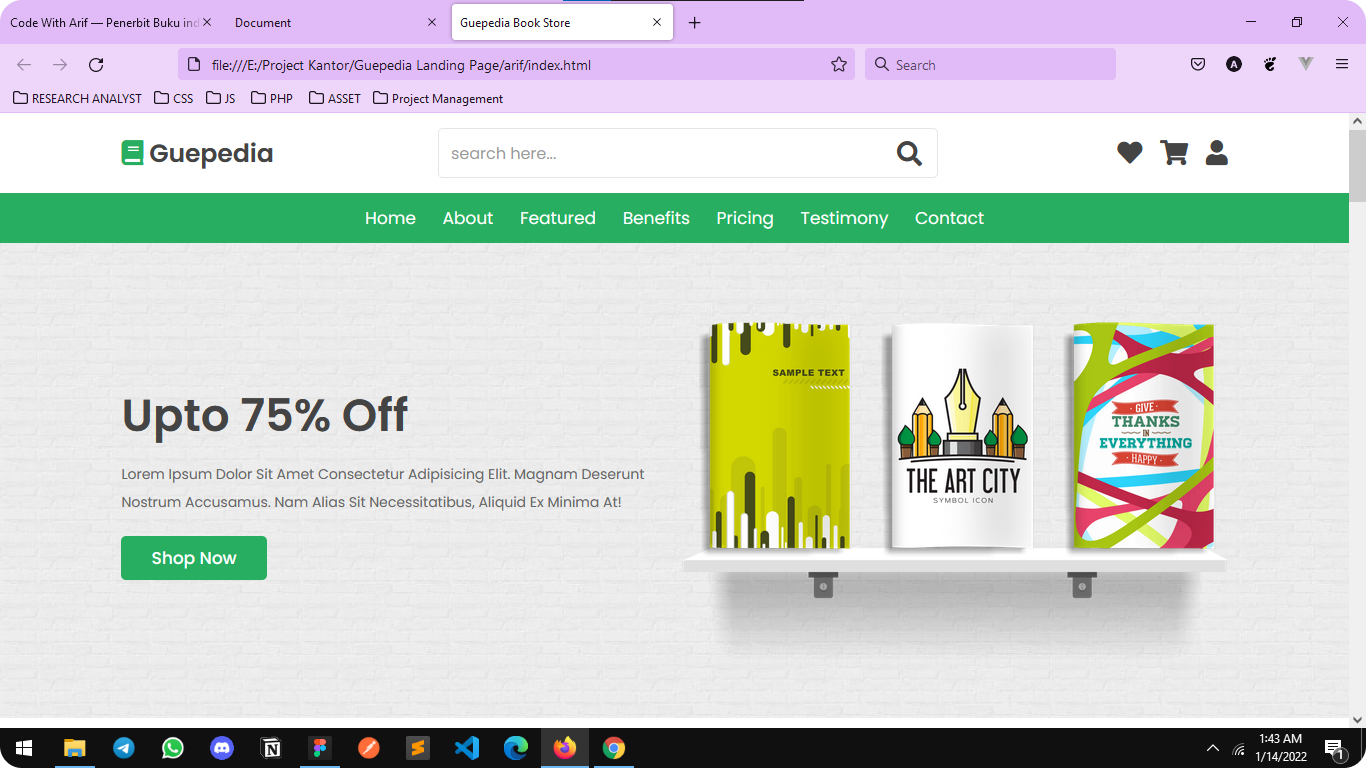 Code With Arif — Penerbit Buku ind
Document
Guepedia Book Store
file:///E:/Project Kantor/Guepedia Landing Page/arif/index.html
Search
A
RESEARCH ANALYST
CSS
JS
PHP
ASSET
Project Management
Guepedia
search here...
Home
About
Featured
Benefits
Pricing
Testimony
Contact
SAMPLE TEXT
THE ART CITY
SYMBOL ICON
· GIVE ·
THANKS
IN
EVERYTHING
· HAPPY ·
Upto 75% Off
Lorem Ipsum Dolor Sit Amet Consectetur Adipisicing Elit. Magnam Deserunt
Nostrum Accusamus. Nam Alias Sit Necessitatibus, Aliquid Ex Minima At!
Shop Now
1:43 AM
1/14/2022
1